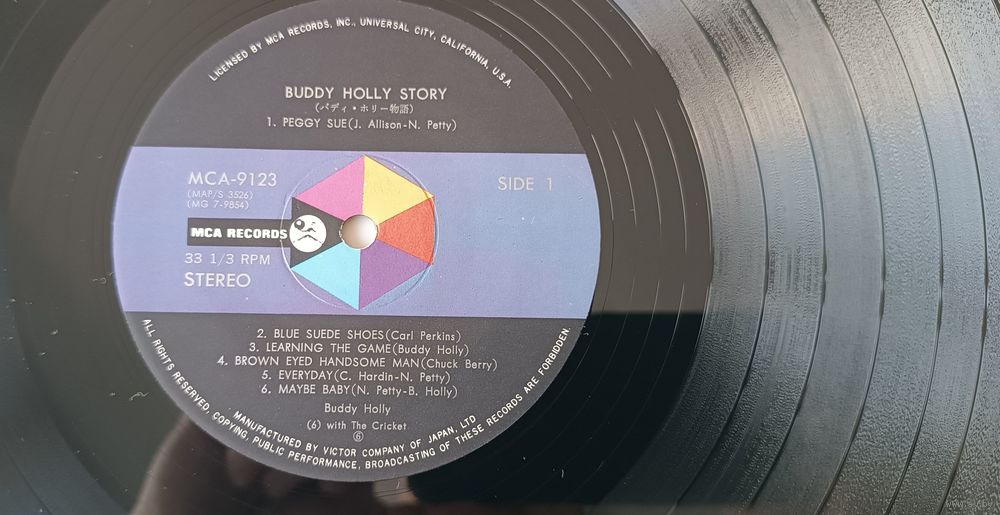 LICENSED BY MCA RECORDS, INC., UNIVERSAL CITY, CALIFORNIA, U.S.A.
BUDDY HOLLY STORY
(バディ・ホリー物語)
1. PEGGY SUE(J. Allison-N. Petty)
MCA-9123
(MAP/S 3526)
(MG 7-9854)
SIDE 1
MCA RECORDS
33 1/3 RPM
STEREO
2. BLUE SUEDE SHOES(Carl Perkins)
3. LEARNING THE GAME(Buddy Holly)
4. BROWN EYED HANDSOME MAN(Chuck Berry)
5. EVERYDAY(C. Hardin-N. Petty)
6. MAYBE BABY(N. Petty-B. Holly)
Buddy Holly
(6) with The Cricket
Ⓙ
MANUFACTURED BY VICTOR COMPANY OF JAPAN, LTD
ALL RIGHTS RESERVED, COPYING, PUBLIC PERFORMANCE, BROADCASTING OF THESE RECORDS ARE FORBIDDEN.